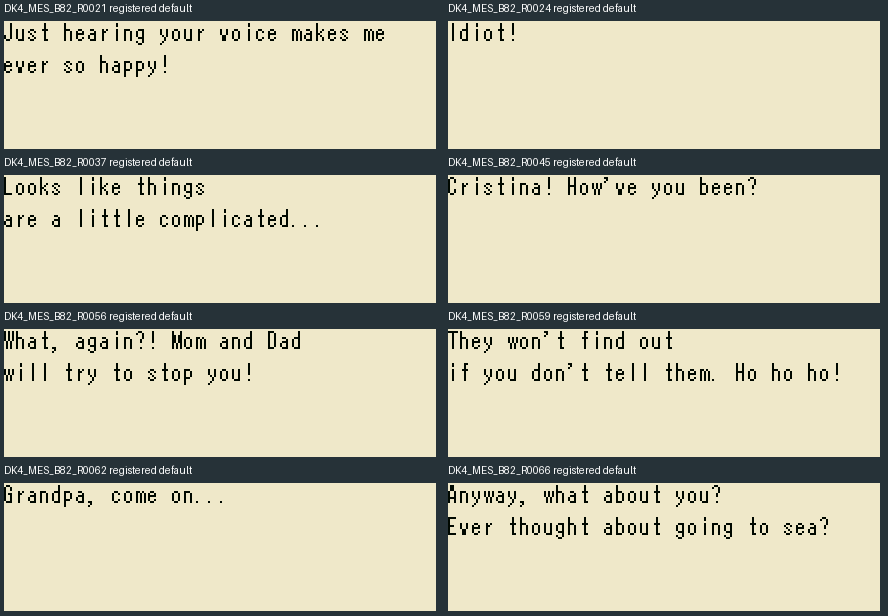 DK4_MES_B82_R0021 registered default
Just hearing your voice makes me
ever so happy!
DK4_MES_B82_R0024 registered default
Idiot!
DK4_MES_B82_R0037 registered default
Looks like things
are a little complicated...
DK4_MES_B82_R0045 registered default
Cristina! How've you been?
DK4_MES_B82_R0056 registered default
What, again?! Mom and Dad
will try to stop you!
DK4_MES_B82_R0059 registered default
They won't find out
if you don't tell them. Ho ho ho!
DK4_MES_B82_R0062 registered default
Grandpa, come on...
DK4_MES_B82_R0066 registered default
Anyway, what about you?
Ever thought about going to sea?